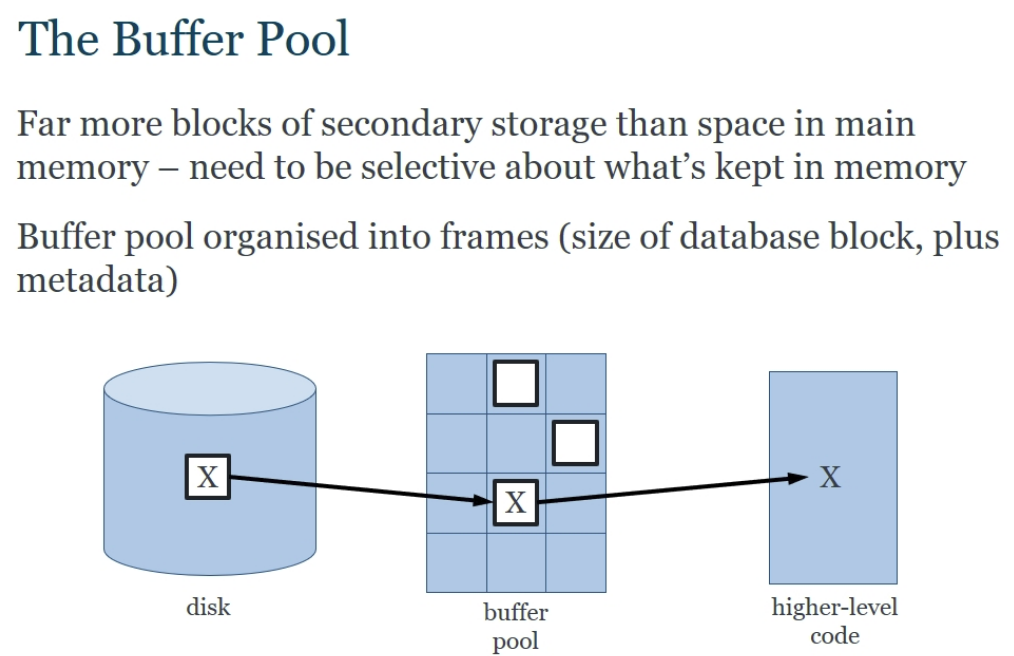 The Buffer Pool
Far more blocks of secondary storage than space in main
memory – need to be selective about what’s kept in memory
Buffer pool organised into frames (size of database block, plus
metadata)
X
X
X
disk
buffer
pool
higher-level
code